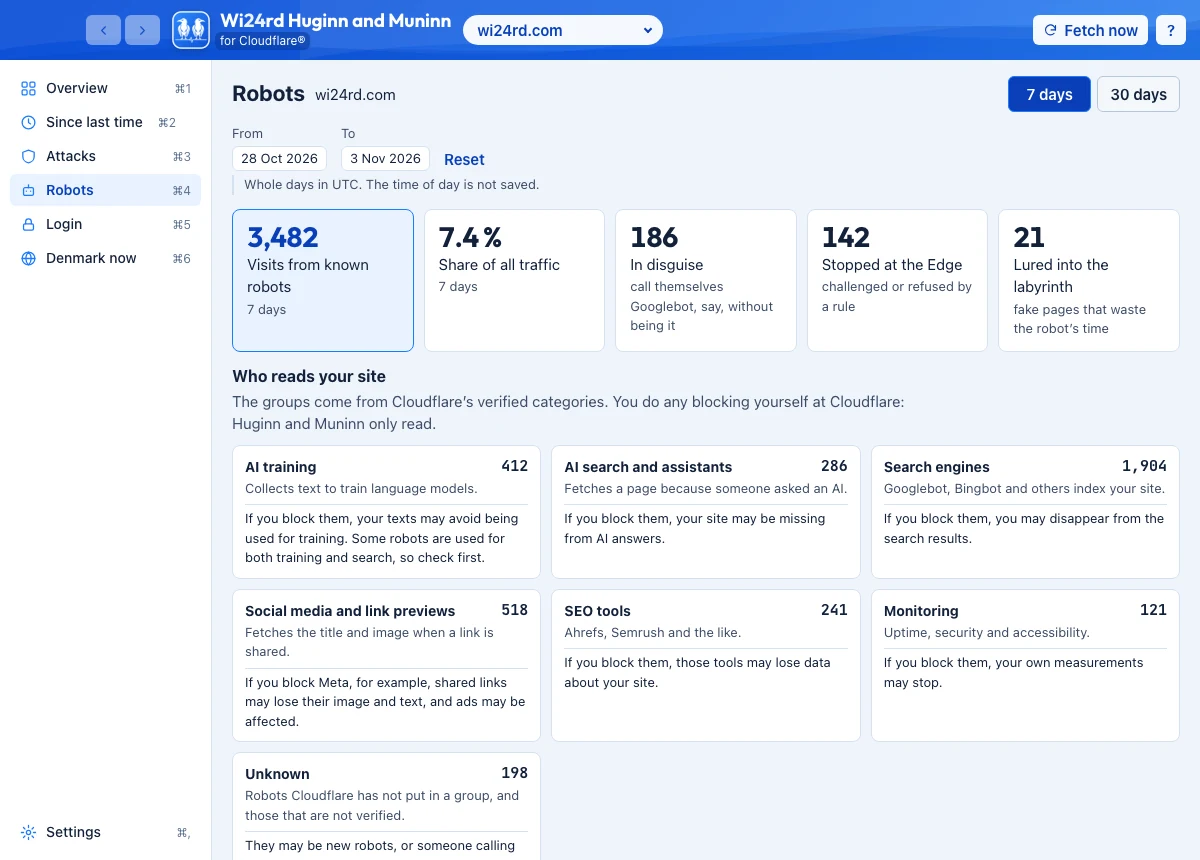 Wi24rd Huginn and Muninn
for Cloudflare®
wi24rd.com
Fetch now
?
Overview ⌘1
Since last time ⌘2
Attacks ⌘3
Robots ⌘4
Login ⌘5
Denmark now ⌘6
Settings ⌘,
Robots wi24rd.com
7 days
30 days
From
To
28 Oct 2026
3 Nov 2026
Reset
Whole days in UTC. The time of day is not saved.
3,482
Visits from known
robots
7 days
7.4 %
Share of all traffic
7 days
186
In disguise
call themselves
Googlebot, say, without
being it
142
Stopped at the Edge
challenged or refused by
a rule
21
Lured into the
labyrinth
fake pages that waste
the robot’s time
Who reads your site
The groups come from Cloudflare’s verified categories. You do any blocking yourself at Cloudflare:
Huginn and Muninn only read.
AI training 412
Collects text to train language models.
If you block them, your texts may avoid being
used for training. Some robots are used for
both training and search, so check first.
AI search and assistants 286
Fetches a page because someone asked an AI.
If you block them, your site may be missing
from AI answers.
Search engines 1,904
Googlebot, Bingbot and others index your site.
If you block them, you may disappear from the
search results.
Social media and link previews 518
Fetches the title and image when a link is
shared.
If you block Meta, for example, shared links
may lose their image and text, and ads may be
affected.
SEO tools 241
Ahrefs, Semrush and the like.
If you block them, those tools may lose data
about your site.
Monitoring 121
Uptime, security and accessibility.
If you block them, your own measurements
may stop.
Unknown 198
Robots Cloudflare has not put in a group, and
those that are not verified.
They may be new robots, or someone calling